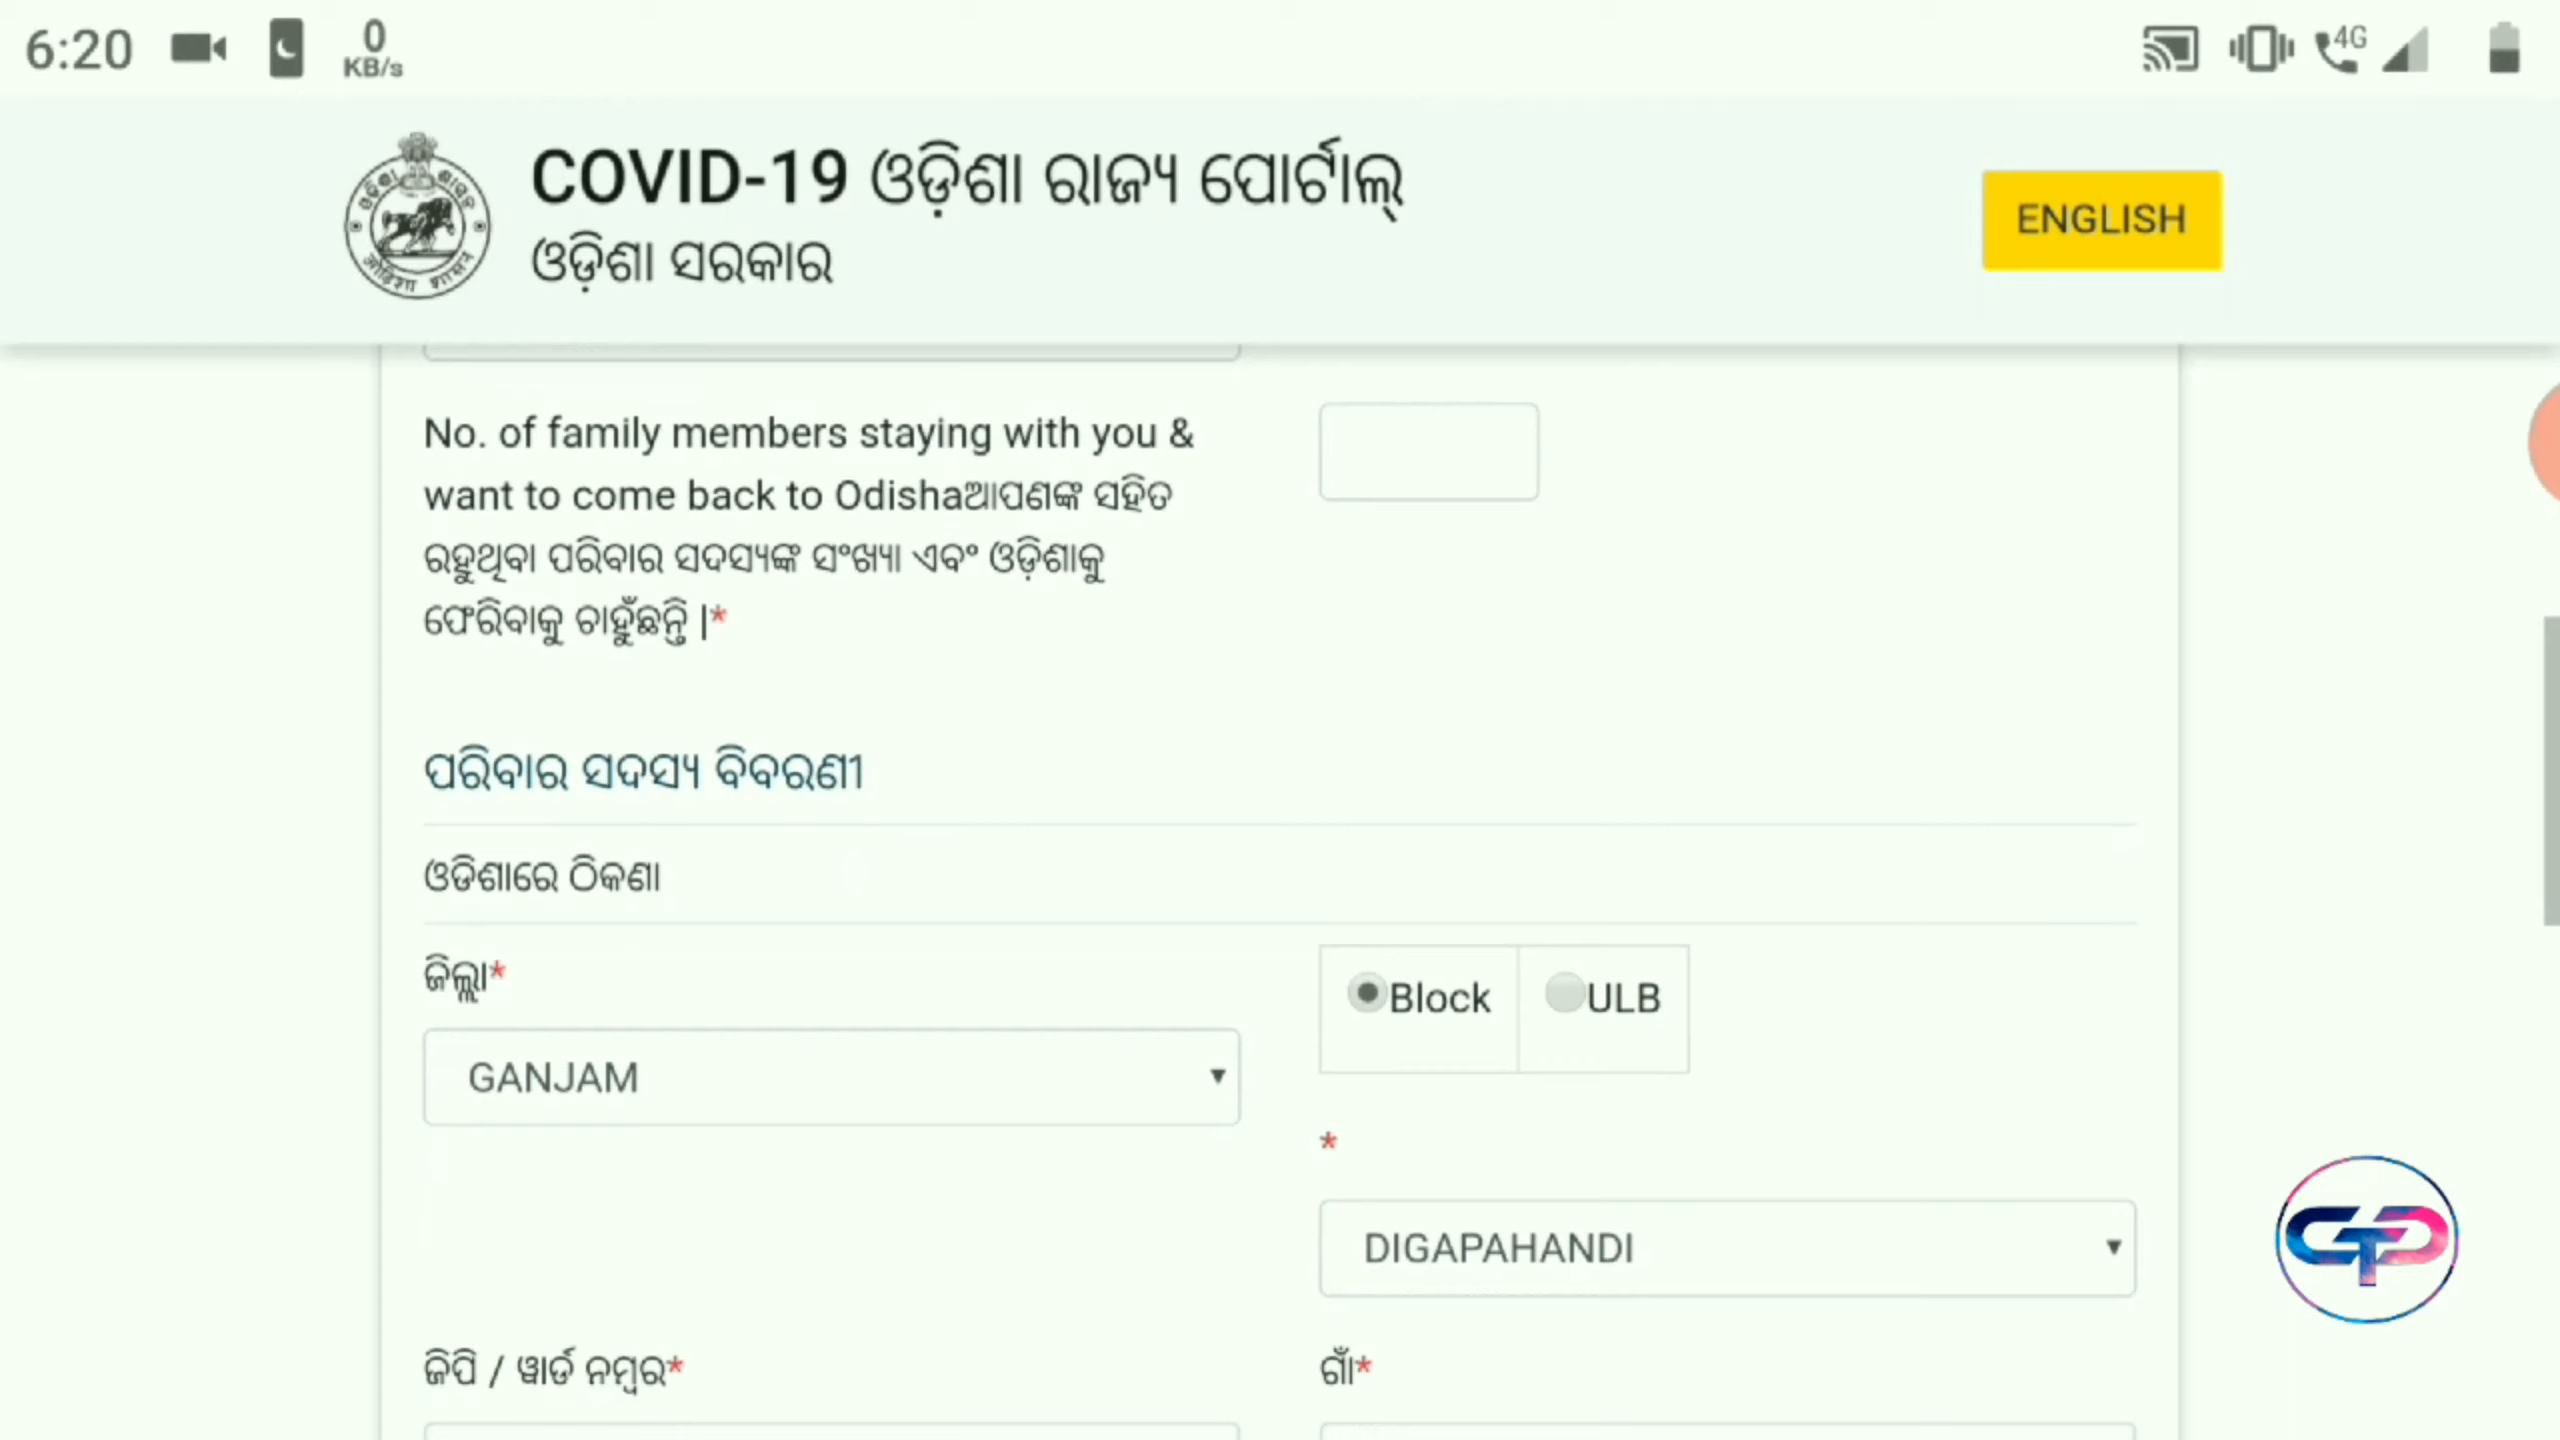 6:20
0
KB/s
4G
COVID-19 ଓଡ଼ିଶା ରାଜ୍ୟ ପୋର୍ଟାଲ୍
ଓଡ଼ିଶା ସରକାର
ENGLISH
No. of family members staying with you &
want to come back to Odishaଆପଣଙ୍କ ସହିତ
ରହୁଥିବା ପରିବାର ସଦସ୍ୟଙ୍କ ସଂଖ୍ୟା ଏବଂ ଓଡ଼ିଶାକୁ
ଫେରିବାକୁ ଚାହୁଁଛନ୍ତି |*
ପରିବାର ସଦସ୍ୟ ବିବରଣୀ
ଓଡିଶାରେ ଠିକଣା
ଜିଲ୍ଲା*
Block
ULB
GANJAM
*
DIGAPAHANDI
ଜିପି / ୱାର୍ଡ ନମ୍ବର*
ଗାଁ*